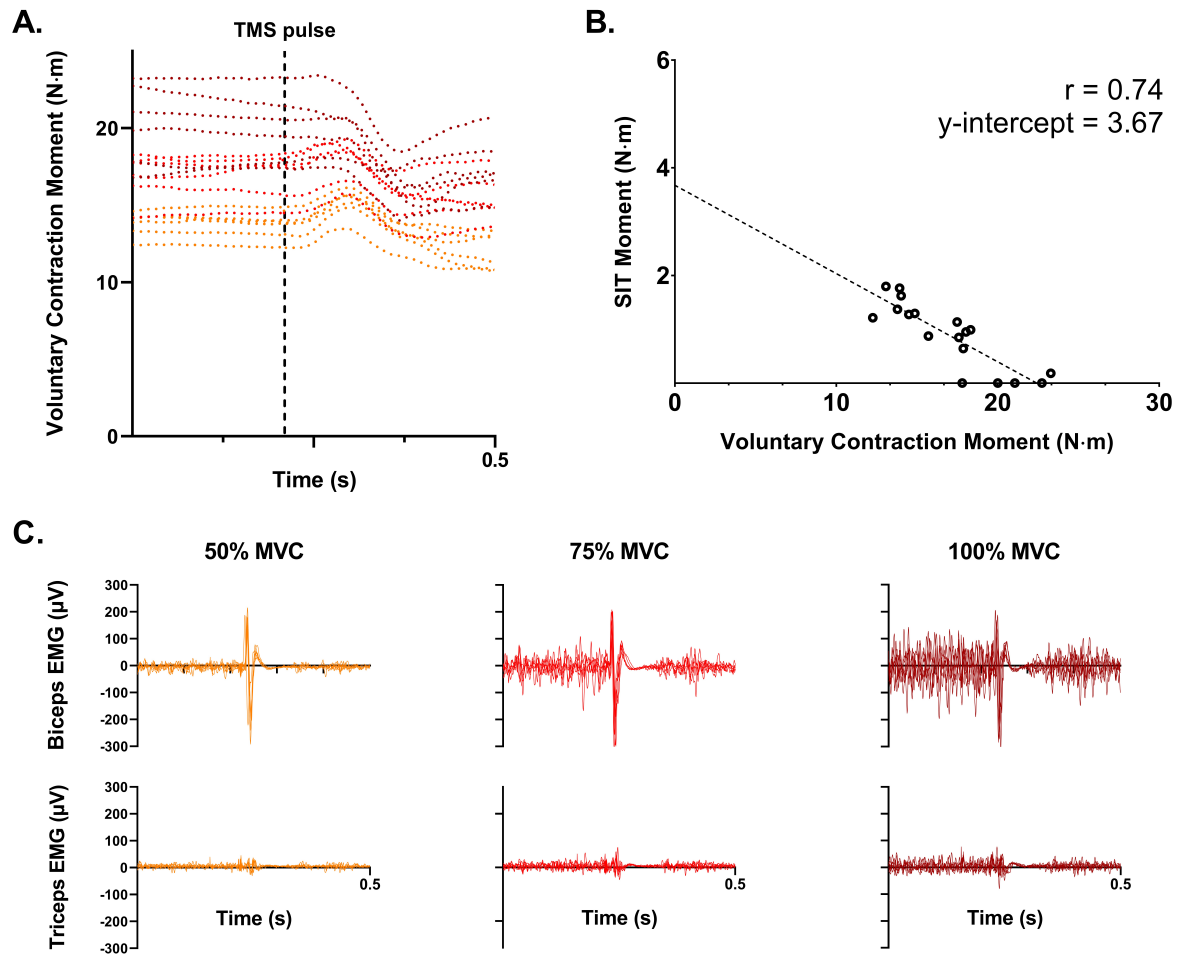 A.
TMS pulse
Voluntary Contraction Moment (N·m)
20
10
0
0.5
Time (s)
B.
6
4
2
r = 0.74
y-intercept = 3.67
SIT Moment (N·m)
0
10
20
30
Voluntary Contraction Moment (N·m)
C.
50% MVC
75% MVC
100% MVC
Biceps EMG (µV)
300
200
100
0
-100
-200
-300
Triceps EMG (µV)
300
200
100
0
-100
-200
-300
0.5
0.5
0.5
Time (s)
Time (s)
Time (s)